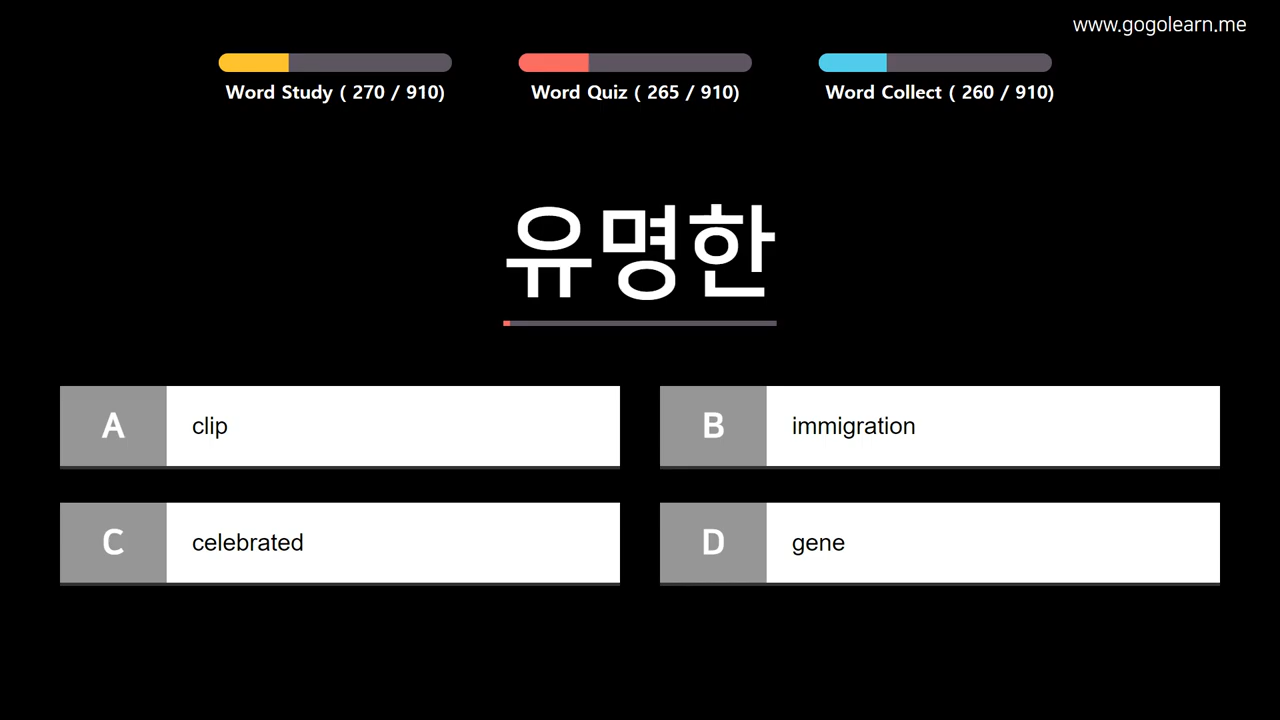 www.gogolearn.me
Word Study ( 270 / 910)
Word Quiz ( 265 / 910)
Word Collect ( 260 / 910)
유명한
A clip
B immigration
C celebrated
D gene